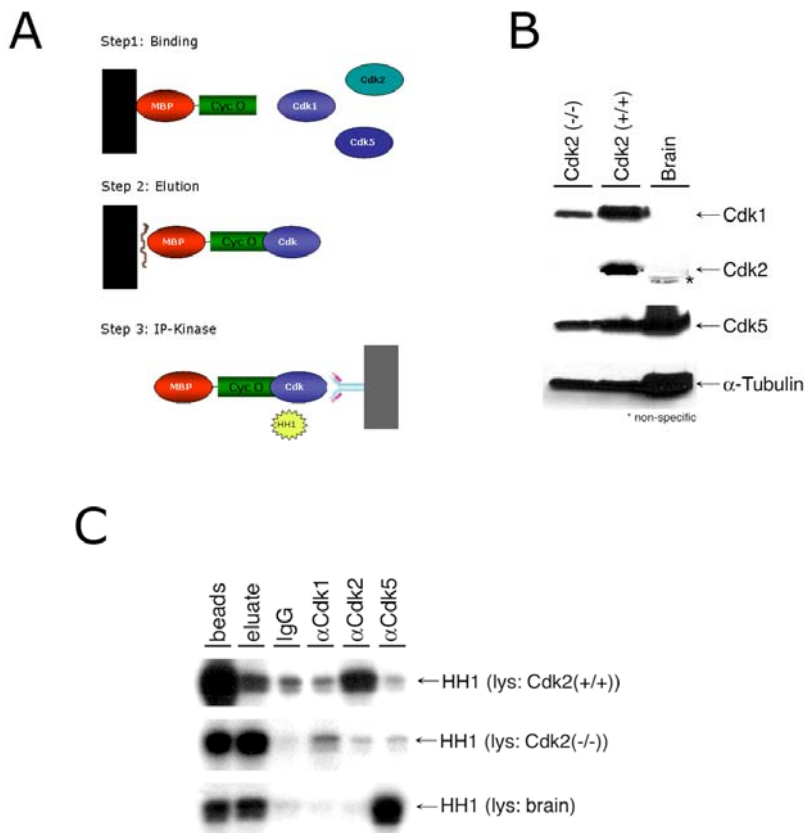 A
Step1: Binding
MBP
Cyc O
Cdk1
Cdk2
Cdk5
Step 2: Elution
MBP
Cyc O
Cdk
Step 3: IP-Kinase
MBP
Cyc O
Cdk
HH1
B
Cdk2 (-/-)
Cdk2 (+/+)
Brain
←Cdk1
←Cdk2
*
←Cdk5
←α-Tubulin
* non-specific
C
beads
eluate
IgG
αCdk1
αCdk2
αCdk5
←HH1 (lys: Cdk2(+/+))
←HH1 (lys: Cdk2(-/-))
←HH1 (lys: brain)